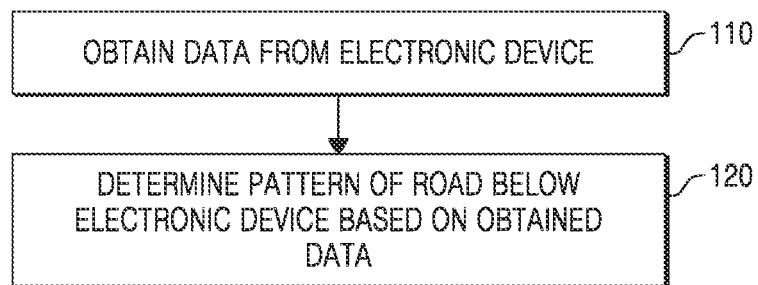 OBTAIN DATA FROM ELECTRONIC DEVICE
110
DETERMINE PATTERN OF ROAD BELOW
ELECTRONIC DEVICE BASED ON OBTAINED
DATA
120